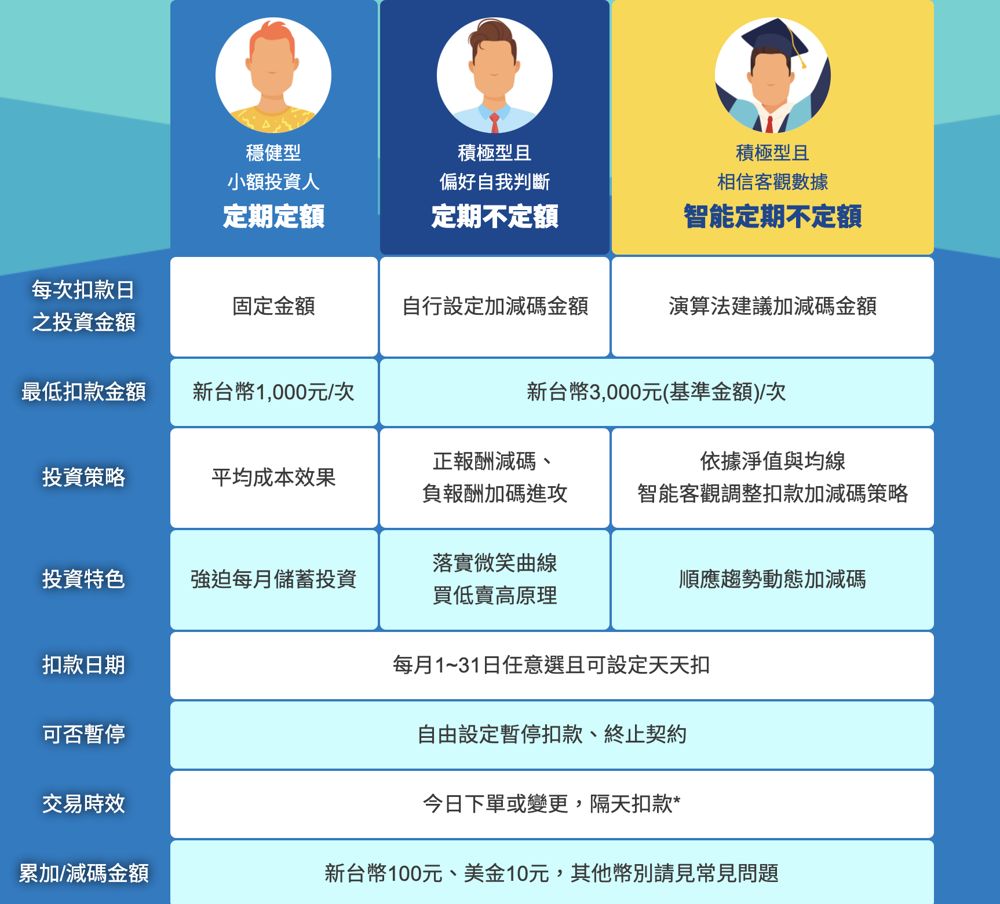 穩健型
小額投資人
定期定額
積極型且
偏好自我判斷
定期不定額
積極型且
相信客觀數據
智能定期不定額
每次扣款日
之投資金額
固定金額
自行設定加減碼金額
演算法建議加減碼金額
最低扣款金額
新台幣1,000元/次
新台幣3,000元(基準金額)/次
投資策略
平均成本效果
正報酬減碼、
負報酬加碼進攻
依據淨值與均線
智能客觀調整扣款加減碼策略
投資特色
強迫每月儲蓄投資
落實微笑曲線
買低賣高原理
順應趨勢動態加減碼
扣款日期
每月1~31日任意選且可設定天天扣
可否暫停
自由設定暫停扣款、終止契約
交易時效
今日下單或變更，隔天扣款*
累加/減碼金額
新台幣100元、美金10元，其他幣別請見常見問題